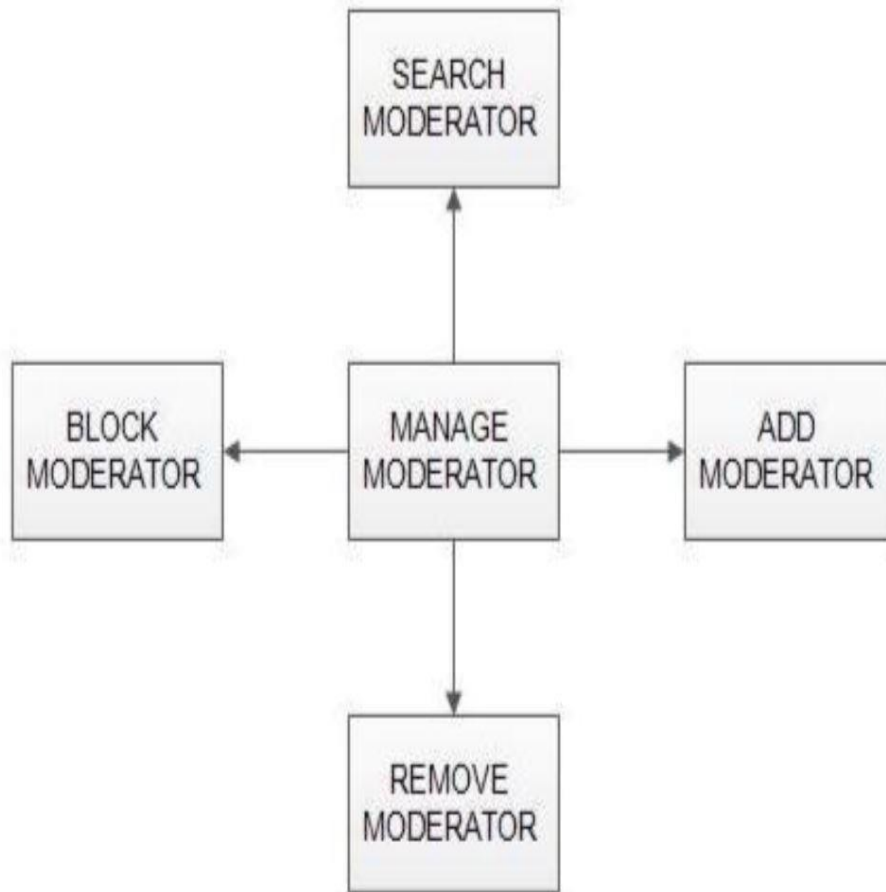 SEARCH
MODERATOR
BLOCK
MODERATOR
MANAGE
MODERATOR
ADD
MODERATOR
REMOVE
MODERATOR